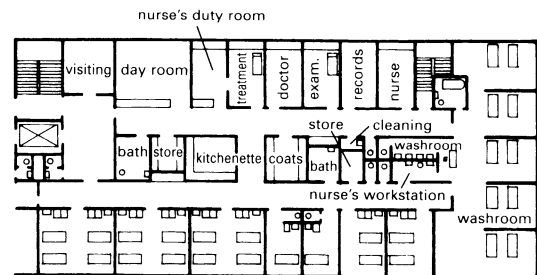 nurse's duty room
visiting
day room
treatment
doctor
exam.
records
nurse
store
cleaning
bath
store
kitchenette
coats
bath
washroom
nurse's workstation
washroom